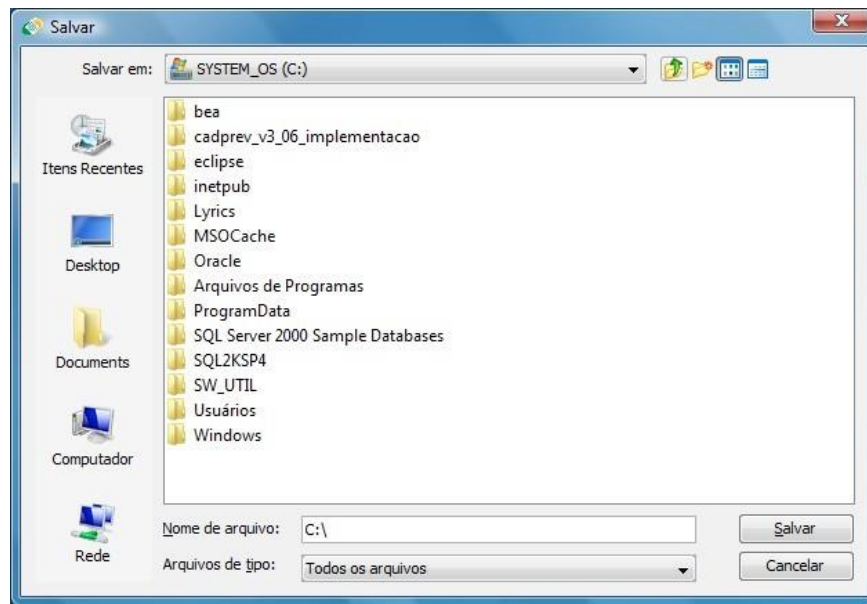 Salvar
Salvar em: SYSTEM_OS (C:)
Itens Recentes
Desktop
Documents
Computador
Rede
bea
cadprev_v3_06_implementacao
eclipse
inetpub
Lyrics
MSOCache
Oracle
Arquivos de Programas
ProgramData
SQL Server 2000 Sample Databases
SQL2KSP4
SW_UTIL
Usuários
Windows
Nome de arquivo: C:\ Salvar
Arquivos de tipo: Todos os arquivos Cancelar